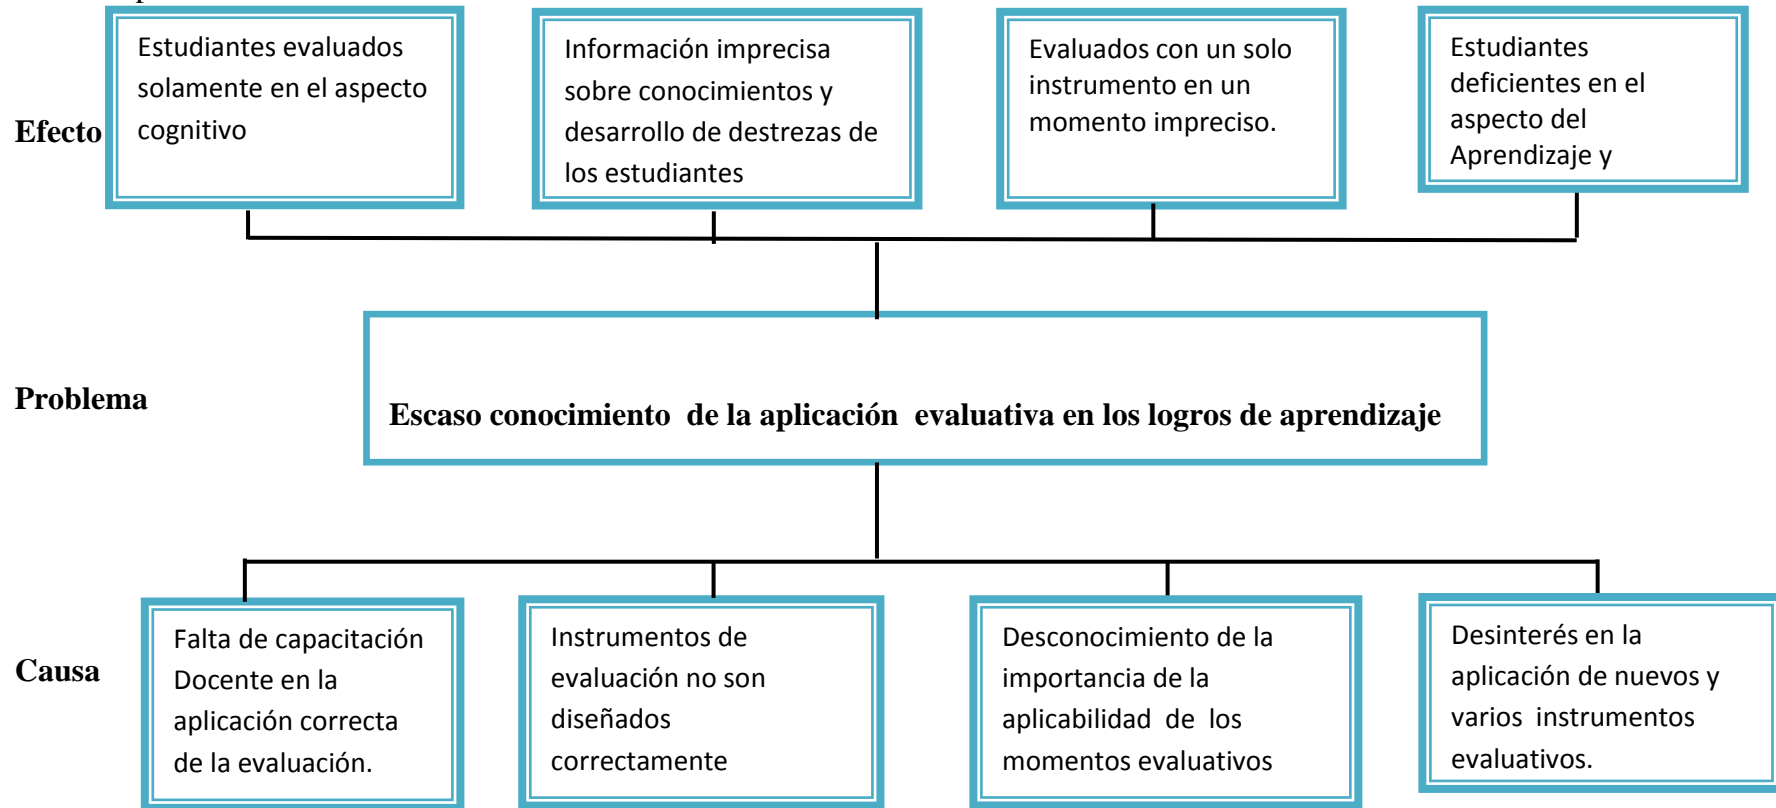 Efecto
Estudiantes evaluados
solamente en el aspecto
cognitivo
Información imprecisa
sobre conocimientos y
desarrollo de destrezas de
los estudiantes
Evaluados con un solo
instrumento en un
momento impreciso.
Estudiantes
deficientes en el
aspecto del
Aprendizaje y
Problema
Escaso conocimiento de la aplicación evaluativa en los logros de aprendizaje
Causa
Falta de capacitación
Docente en la
aplicación correcta
de la evaluación.
Instrumentos de
evaluación no son
diseñados
correctamente
Desconocimiento de la
importancia de la
aplicabilidad de los
momentos evaluativos
Desinterés en la
aplicación de nuevos y
varios instrumentos
evaluativos.